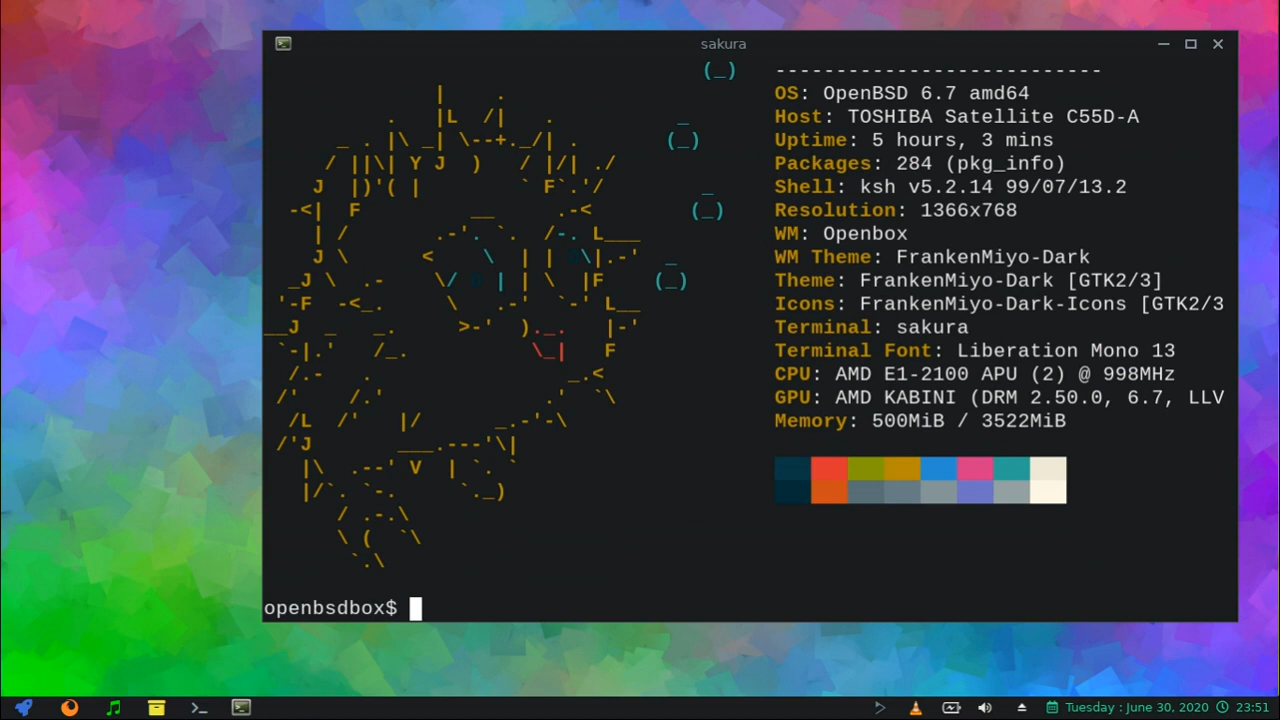 sakura
---------------------------
OS: OpenBSD 6.7 amd64
Host: TOSHIBA Satellite C55D-A
Uptime: 5 hours, 3 mins
Packages: 284 (pkg_info)
Shell: ksh v5.2.14 99/07/13.2
Resolution: 1366x768
WM: Openbox
WM Theme: FrankenMiyo-Dark
Theme: FrankenMiyo-Dark [GTK2/3]
Icons: FrankenMiyo-Dark-Icons [GTK2/3
Terminal: sakura
Terminal Font: Liberation Mono 13
CPU: AMD E1-2100 APU (2) @ 998MHz
GPU: AMD KABINI (DRM 2.50.0, 6.7, LLV
Memory: 500MiB / 3522MiB
openbsdbox$
Tuesday : June 30, 2020 23:51